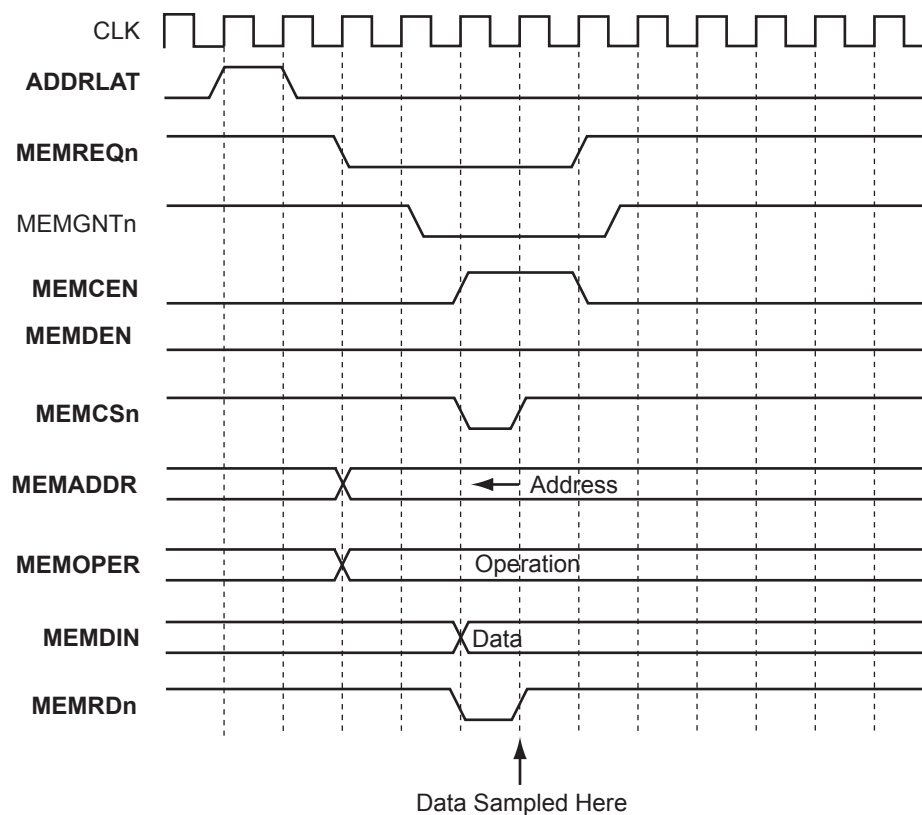 CLK
ADDRLAT
MEMREQn
MEMGNTn
MEMCEN
MEMDEN
MEMCSn
MEMADDR
Address
MEMOPER
Operation
MEMDIN
Data
MEMRDn
Data Sampled Here